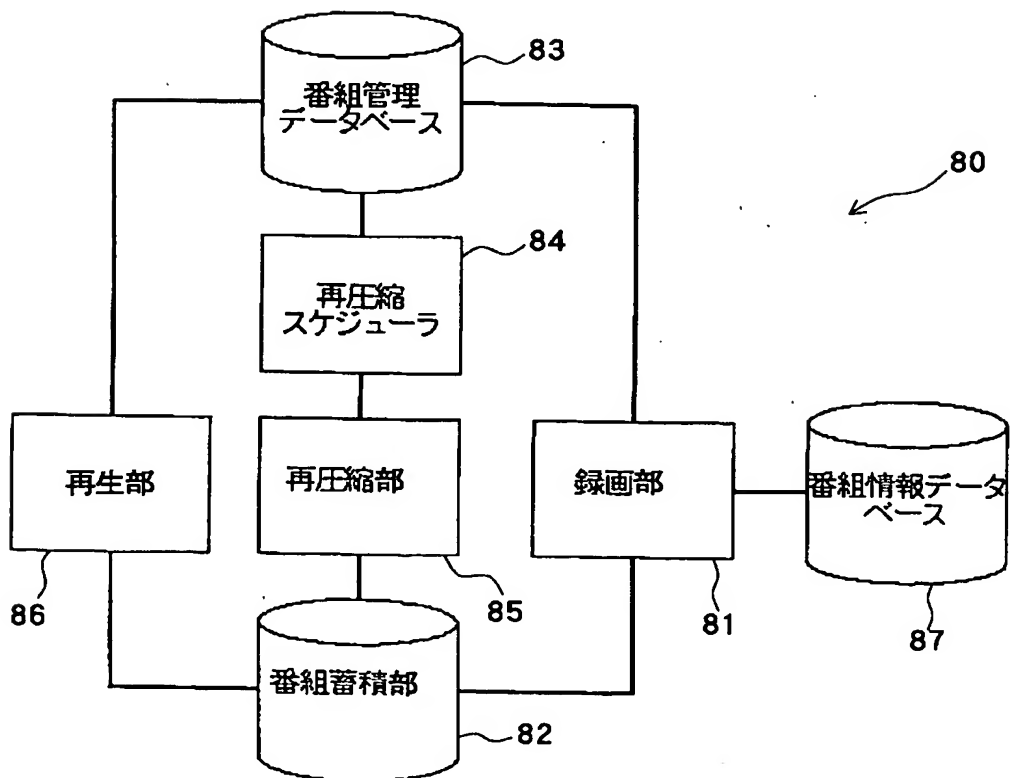 番組管理
データベース
83
80
84
再圧縮
スケジューラ
再生部
再圧縮部
録画部
番組情報データ
ベース
86
85
81
87
番組蓄積部
82